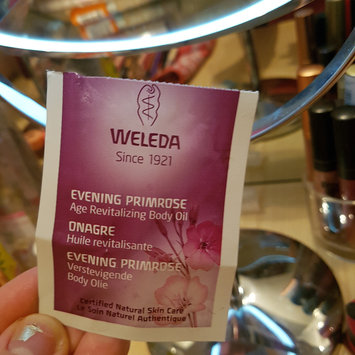 WELEDA
Since 1921
EVENING PRIMROSE
Age Revitalizing Body Oil
ONAGRE
Huile revitalisante
EVENING PRIMROSE
Verstevigende
Body Olie
Certified Natural Skin Care
Le Soin Naturel Authentique